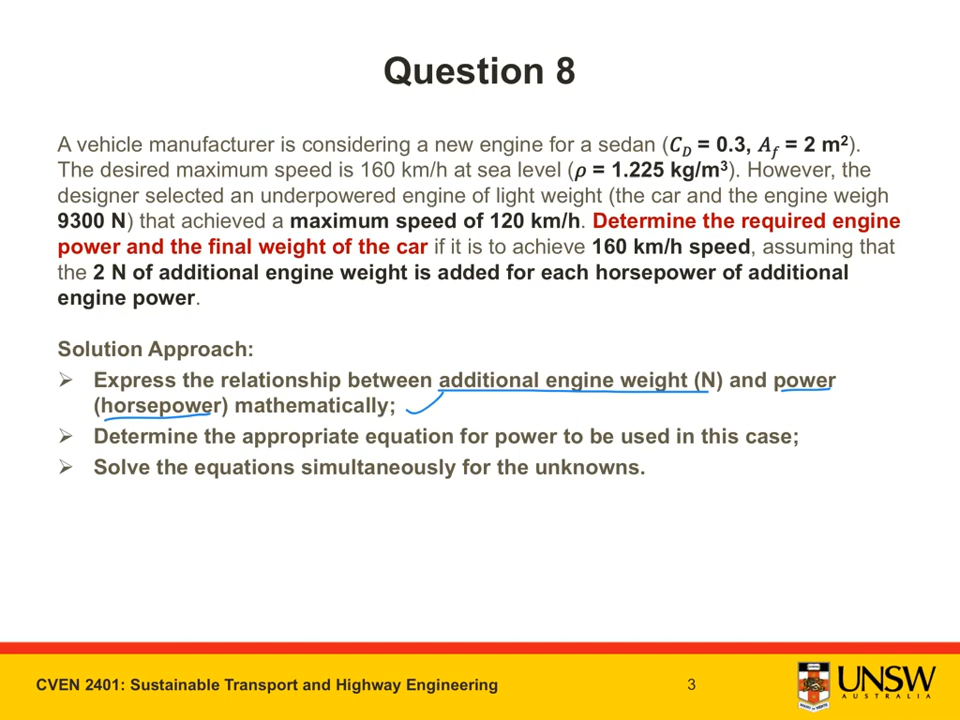 Question 8
A vehicle manufacturer is considering a new engine for a sedan (C_D = 0.3, A_f = 2 m²).
The desired maximum speed is 160 km/h at sea level (ρ = 1.225 kg/m³). However, the
designer selected an underpowered engine of light weight (the car and the engine weigh
9300 N) that achieved a maximum speed of 120 km/h. Determine the required engine
power and the final weight of the car if it is to achieve 160 km/h speed, assuming that
the 2 N of additional engine weight is added for each horsepower of additional
engine power.
Solution Approach:
➢ Express the relationship between additional engine weight (N) and power
(horsepower) mathematically;
➢ Determine the appropriate equation for power to be used in this case;
➢ Solve the equations simultaneously for the unknowns.
CVEN 2401: Sustainable Transport and Highway Engineering
3
UNSW
AUSTRALIA